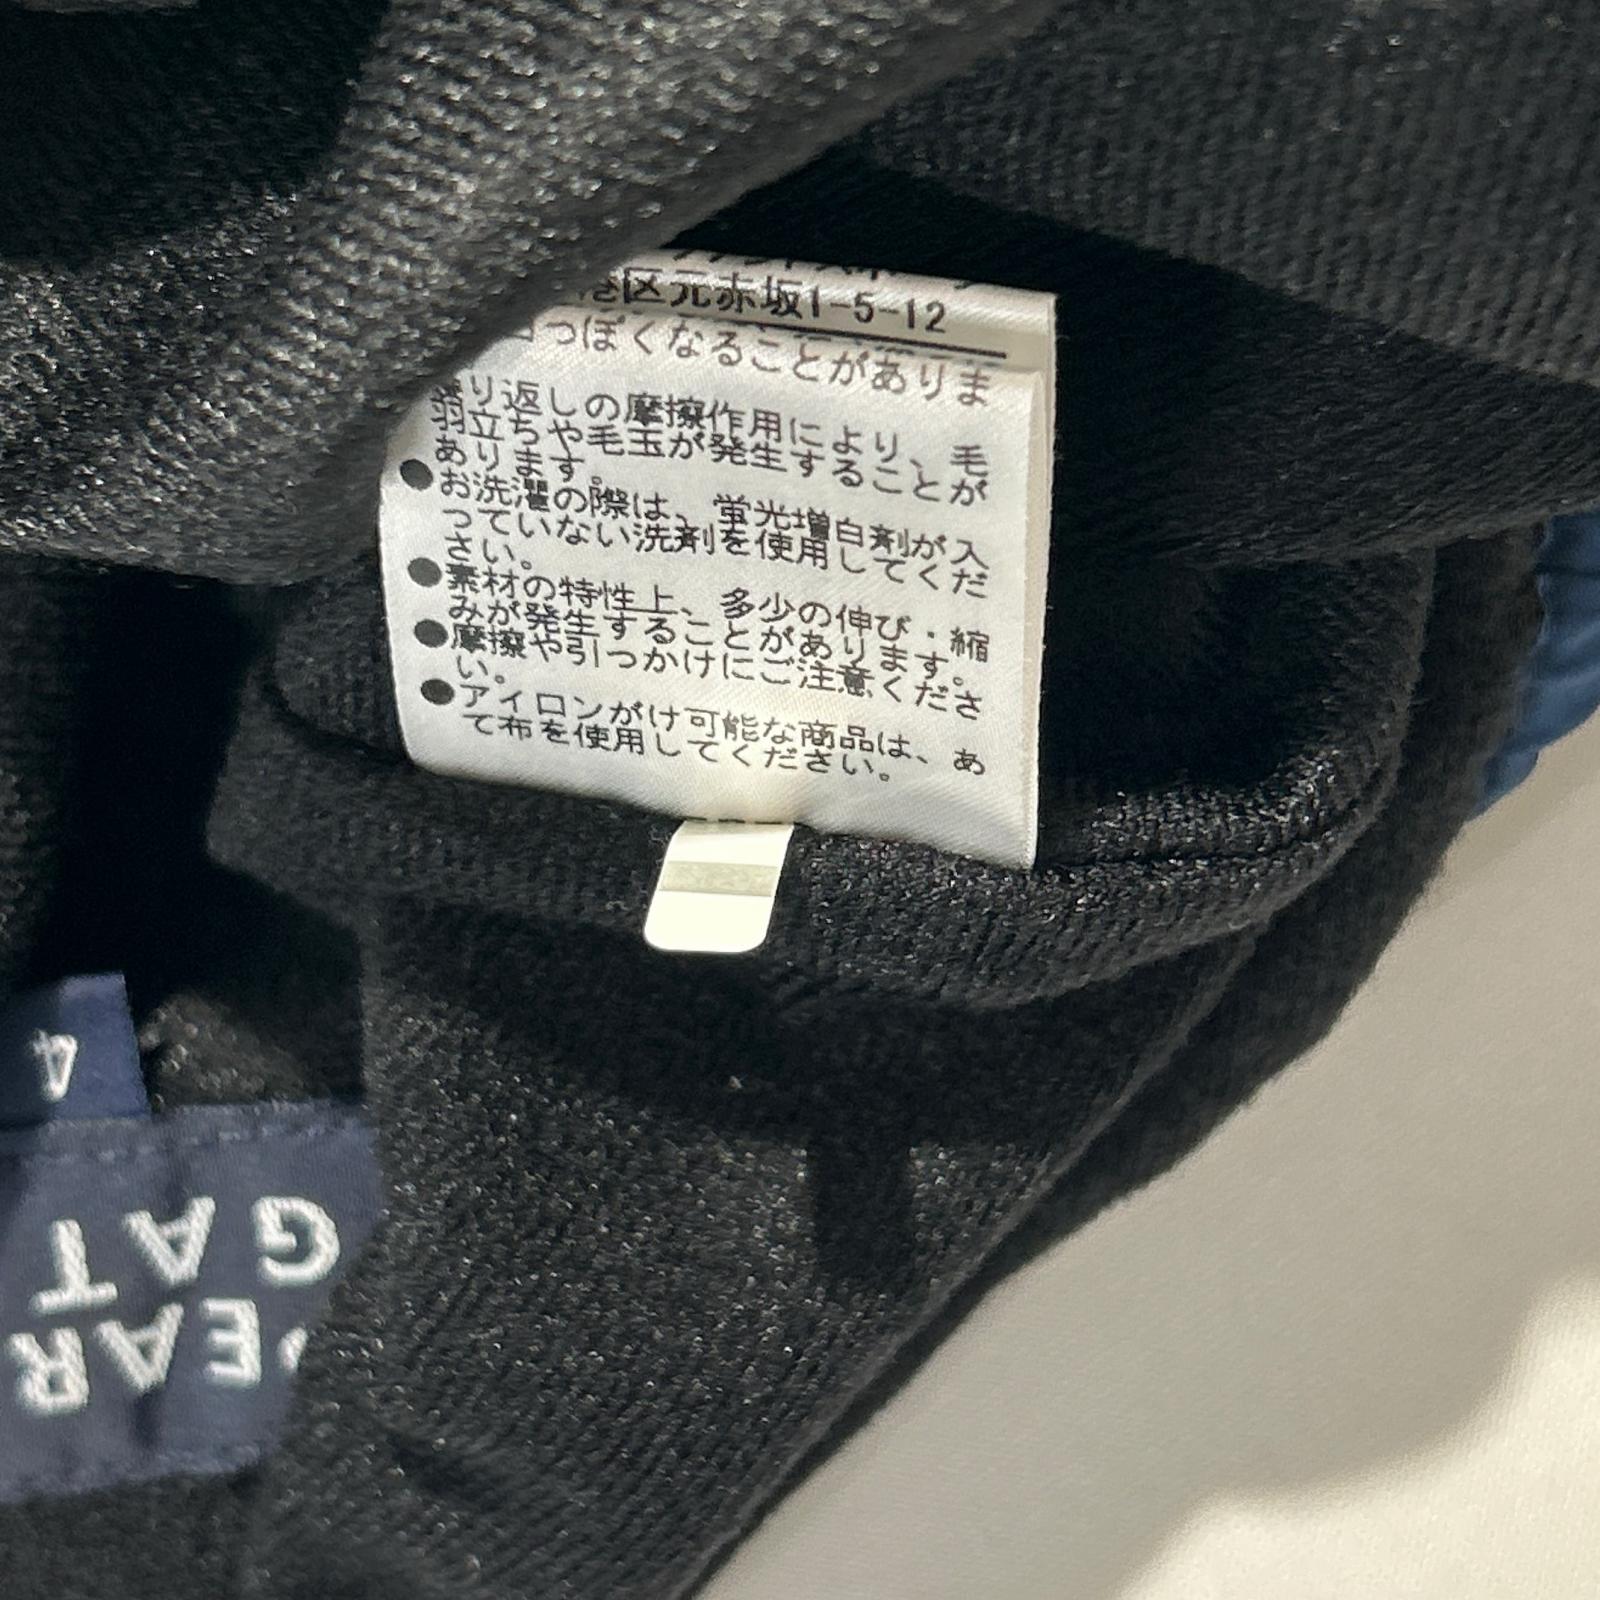 港区元赤坂1-5-12
っぽくなることがありま
繰り返しの摩擦作用により、毛
羽立ちや毛玉が発生することが
あります。
●お洗濯の際は、蛍光増白剤が入
っていない洗剤を使用してくだ
さい。
●素材の特性上、多少の伸び・縮
みが発生することがあります。
●摩擦や引っかけにご注意くださ
い。
●アイロンがけ可能な商品は、あ
て布を使用してください。
4
GAT
PEAR